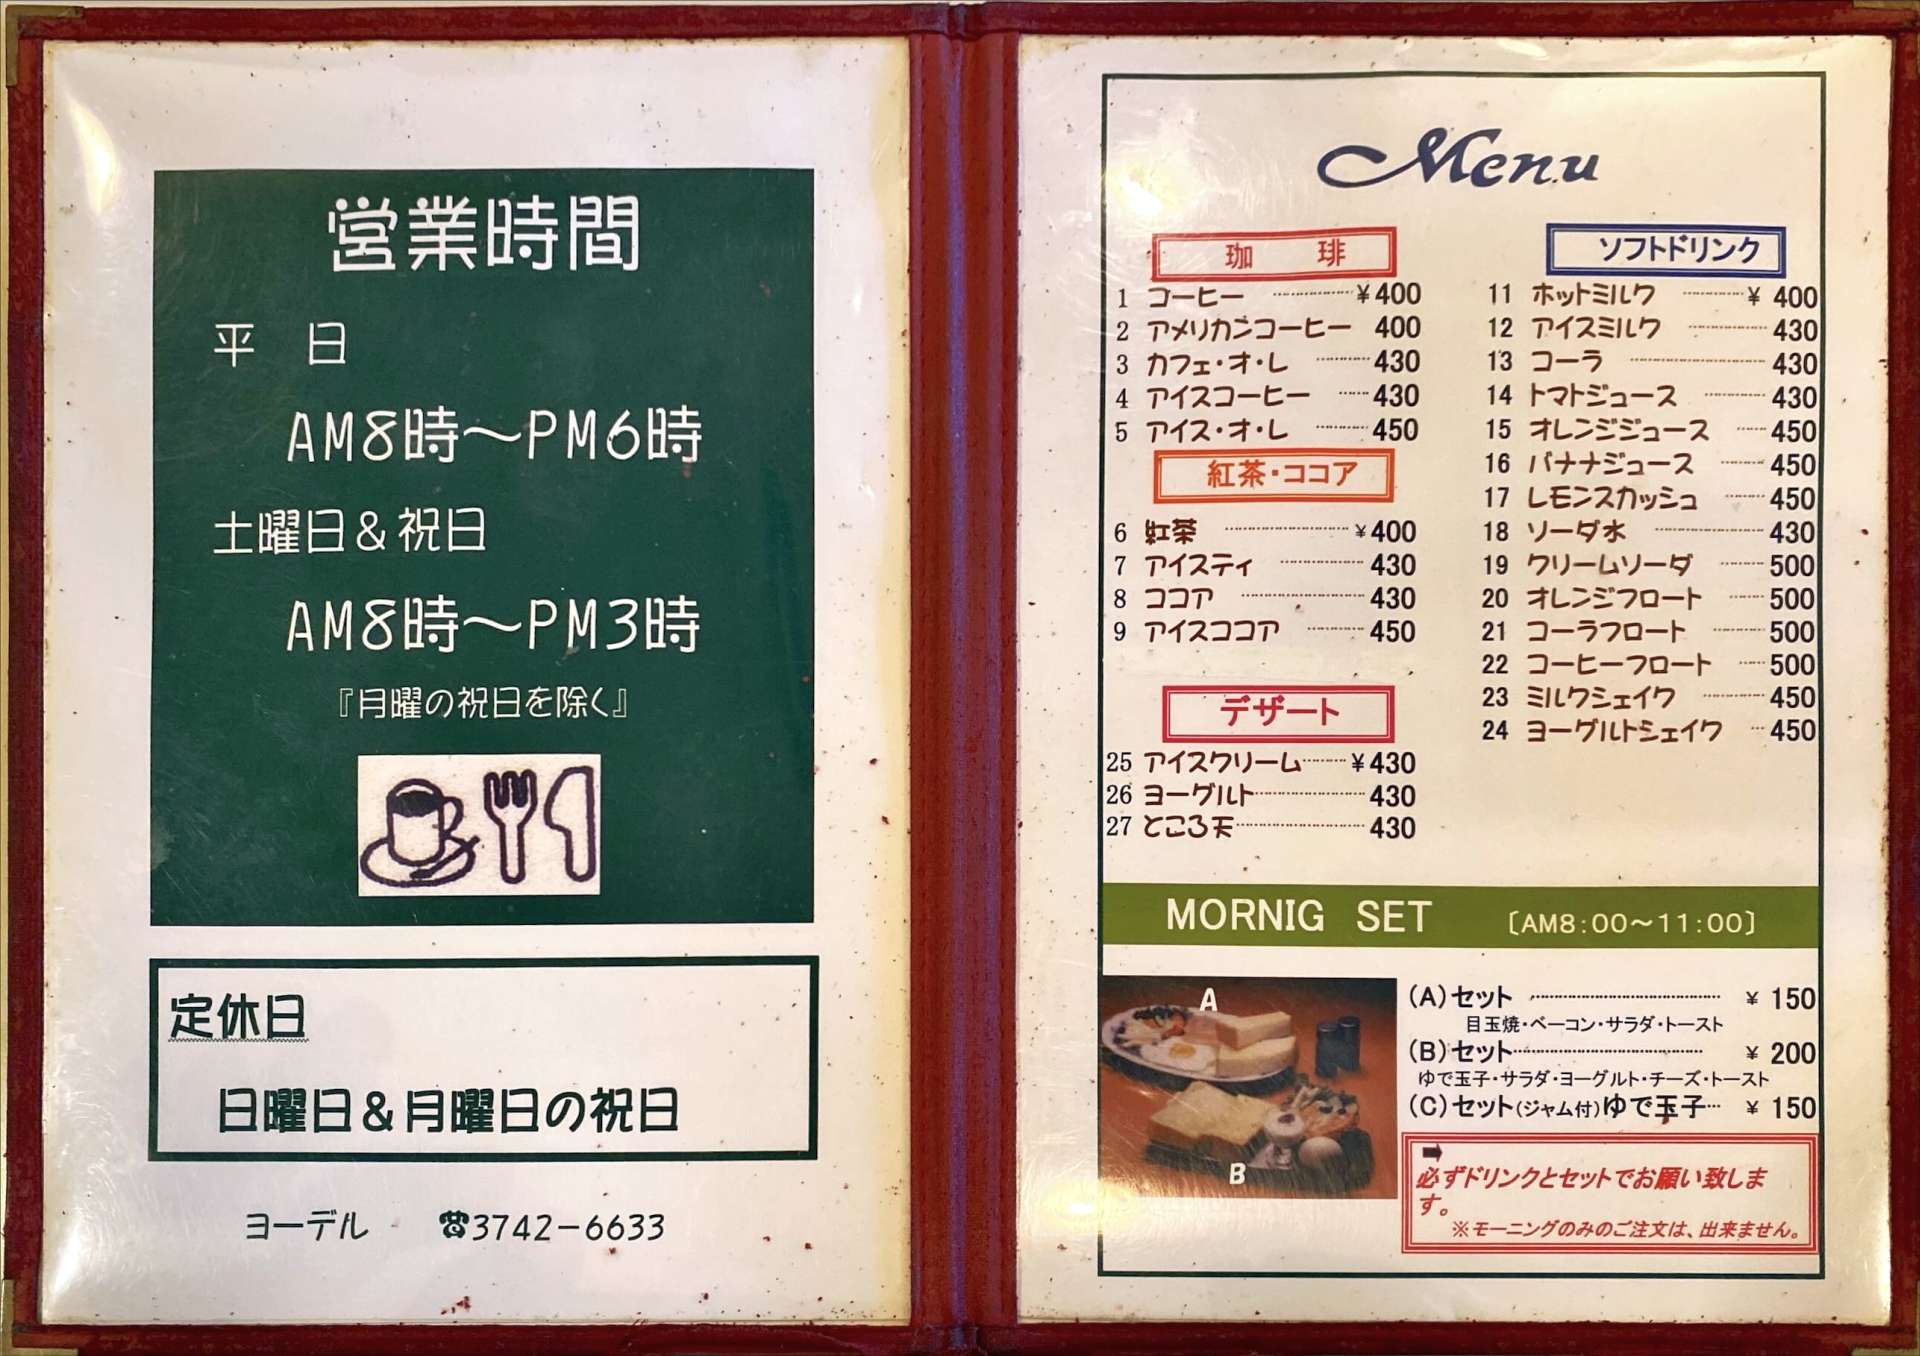 営業時間
平　日
AM8時～PM6時
土曜日＆祝日
AM8時～PM3時
『月曜の祝日を除く』
定休日
日曜日＆月曜日の祝日
ヨーデル　☎3742－6633
Menu
珈　琲
1 コーヒー ………… ¥400
2 アメリカンコーヒー 400
3 カフェ・オ・レ ………… 430
4 アイスコーヒー …… 430
5 アイス・オ・レ ………… 450
紅茶・ココア
6 紅茶 ………… ¥400
7 アイスティ ………… 430
8 ココア ………… 430
9 アイスココア ………… 450
デザート
25 アイスクリーム ……… ¥430
26 ヨーグルト ………… 430
27 ところ天 ………… 430
ソフトドリンク
11 ホットミルク ………… ¥ 400
12 アイスミルク ………… 430
13 コーラ ………… 430
14 トマトジュース ………… 430
15 オレンジジュース …… 450
16 バナナジュース ……… 450
17 レモンスカッシュ ……… 450
18 ソーダ水 ………… 430
19 クリームソーダ ……… 500
20 オレンジフロート …… 500
21 コーラフロート ……… 500
22 コーヒーフロート …… 500
23 ミルクシェイク ………… 450
24 ヨーグルトシェイク … 450
MORNIG SET 〔AM8:00～11:00〕
A
B
(A)セット ………… ¥ 150
目玉焼・ベーコン・サラダ・トースト
(B)セット ………… ¥ 200
ゆで玉子・サラダ・ヨーグルト・チーズ・トースト
(C)セット(ジャム付)ゆで玉子… ¥ 150
➡
必ずドリンクとセットでお願い致しま
す。
※モーニングのみのご注文は、出来ません。